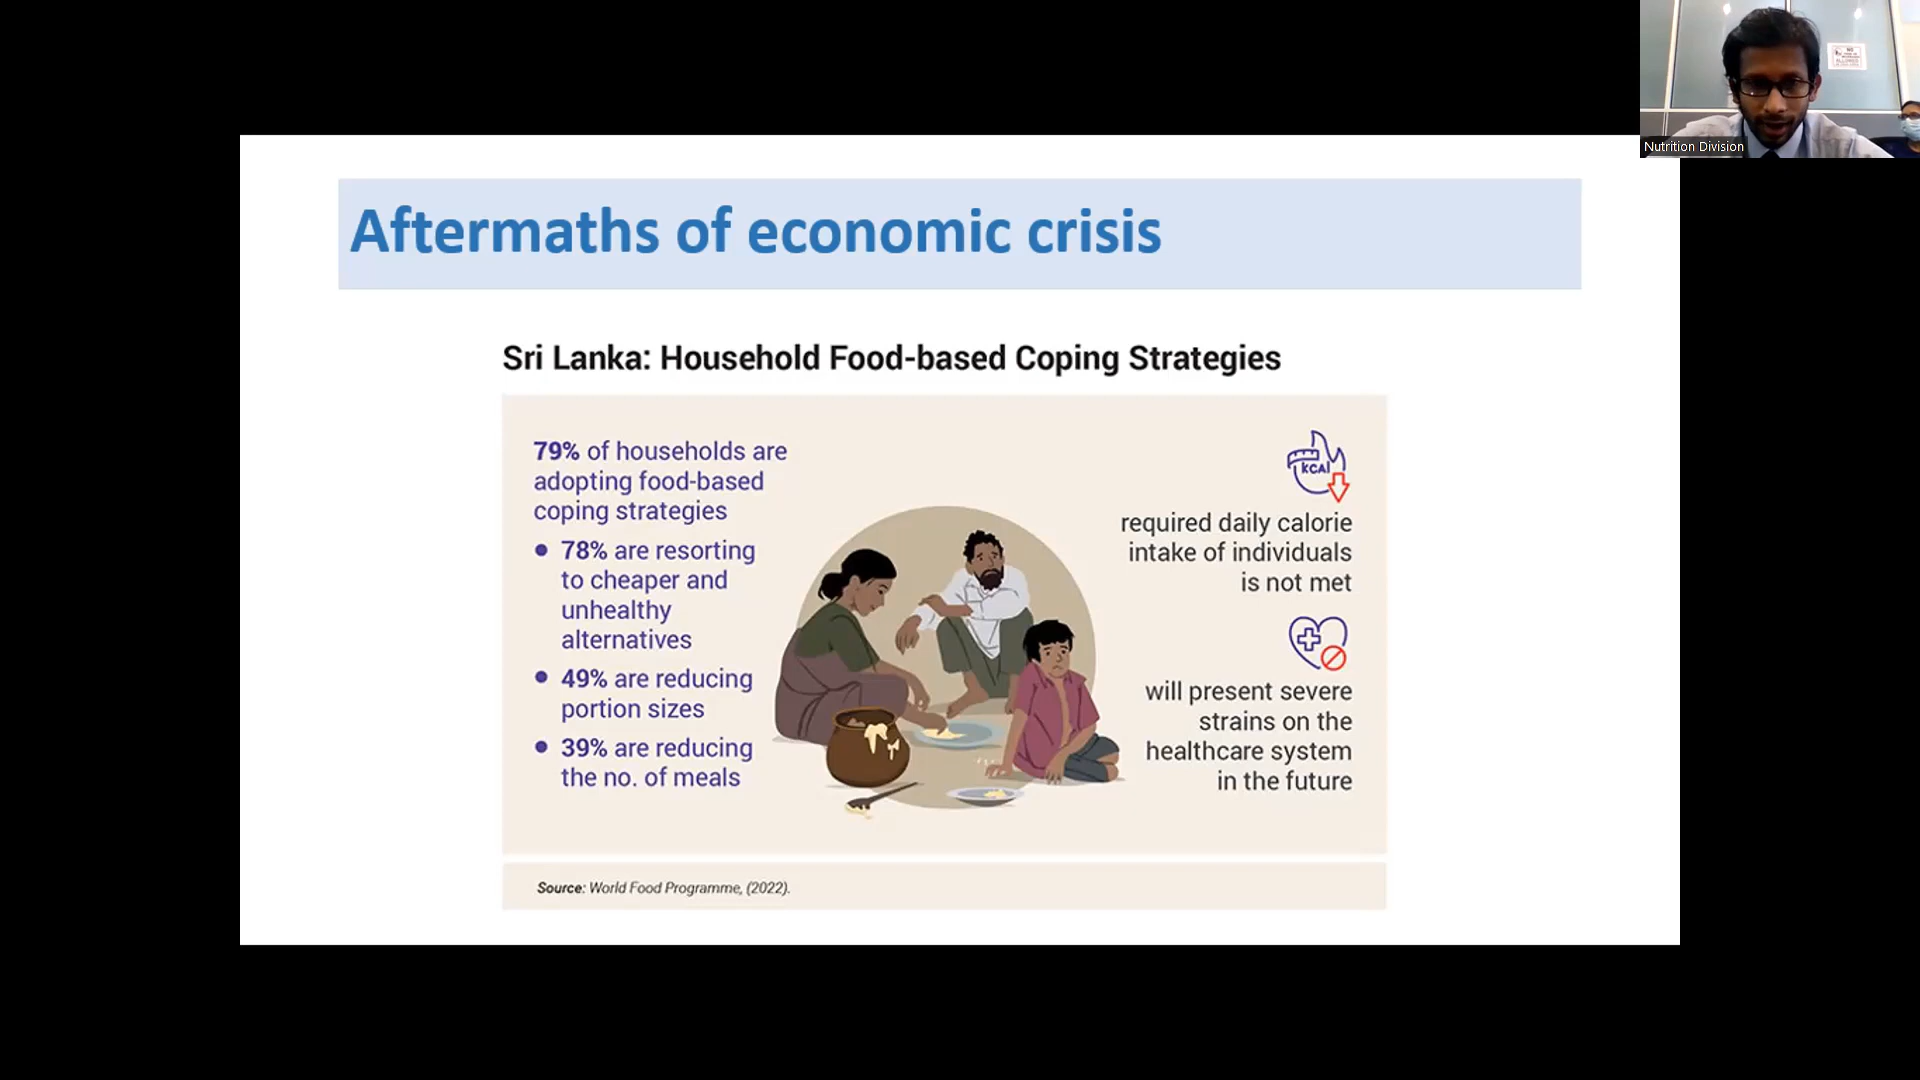 Aftermaths of economic crisis
Sri Lanka: Household Food-based Coping Strategies
79% of households are
adopting food-based
coping strategies
• 78% are resorting
to cheaper and
unhealthy
alternatives
• 49% are reducing
portion sizes
• 39% are reducing
the no. of meals
kcal
required daily calorie
intake of individuals
is not met
will present severe
strains on the
healthcare system
in the future
Source: World Food Programme, (2022).
NO
ALLOWED
Nutrition Division